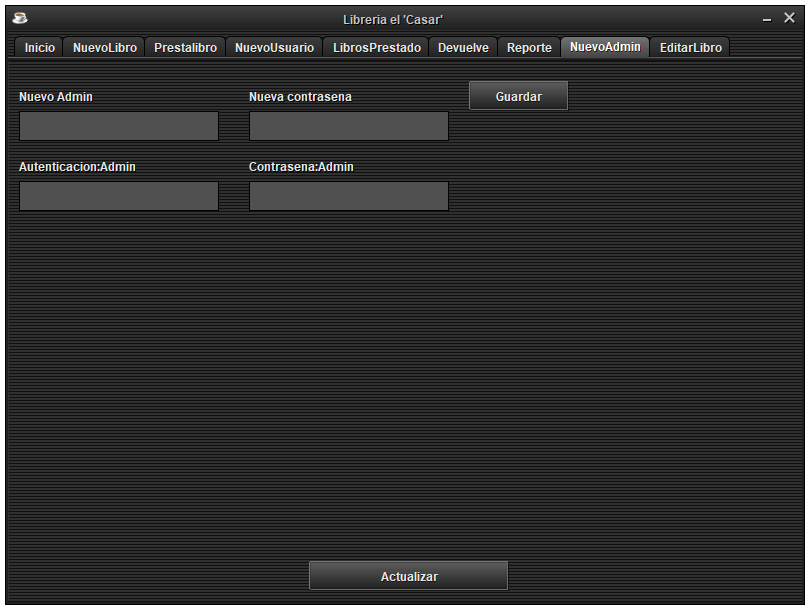 Libreria el 'Casar'
Inicio NuevoLibro Prestalibro NuevoUsuario LibrosPrestado Devuelve Reporte NuevoAdmin EditarLibro
Nuevo Admin Nueva contrasena Guardar
Autenticacion:Admin Contrasena:Admin
Actualizar